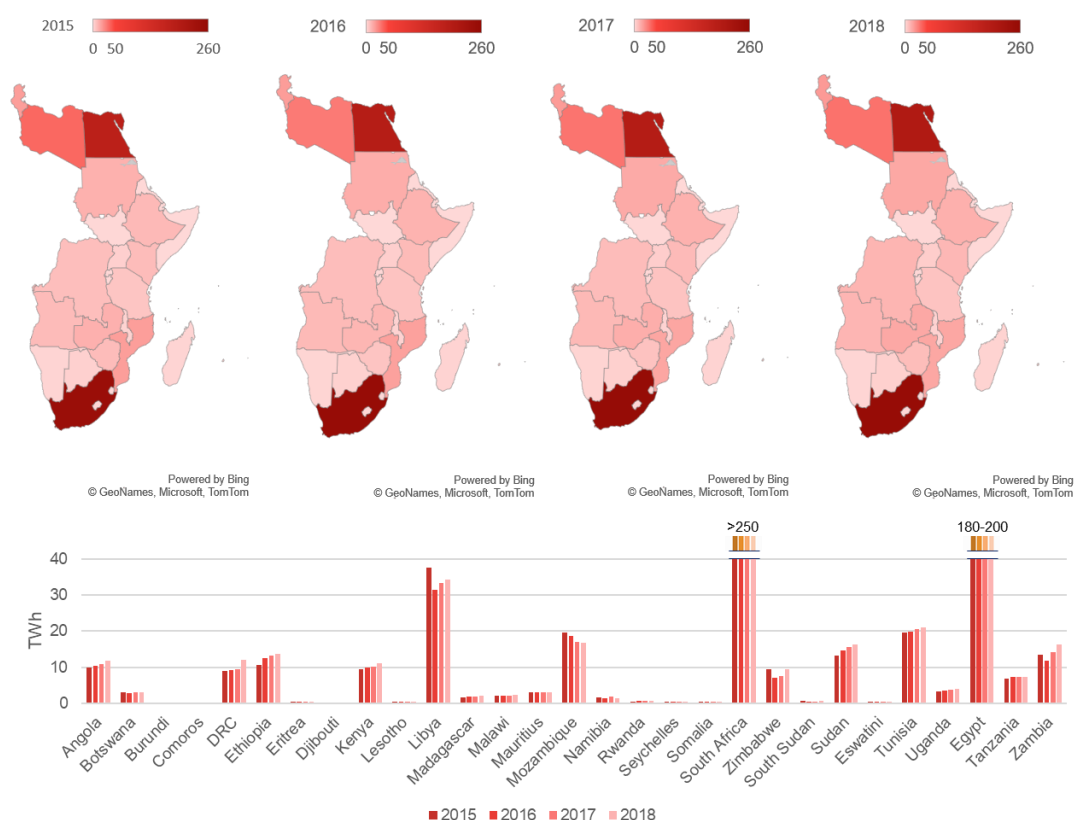 2015
0 50 260
2016
0 50 260
2017
0 50 260
2018
0 50 260
Powered by Bing
© GeoNames, Microsoft, TomTom
Powered by Bing
© GeoNames, Microsoft, TomTom
Powered by Bing
© GeoNames, Microsoft, TomTom
Powered by Bing
© GeoNames, Microsoft, TomTom
>250
180-200
TWh
40
30
20
10
0
Angola
Botswana
Burundi
Comoros
DRC
Ethiopia
Eritrea
Djibouti
Kenya
Lesotho
Libya
Madagascar
Malawi
Mauritius
Mozambique
Namibia
Rwanda
Seychelles
Somalia
South Africa
Zimbabwe
South Sudan
Sudan
Eswatini
Tunisia
Uganda
Egypt
Tanzania
Zambia
2015 2016 2017 2018